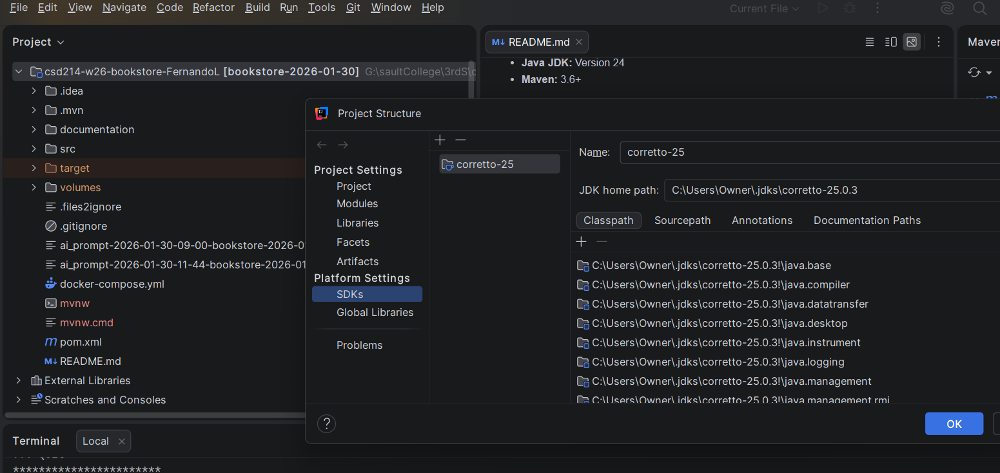 File Edit View Navigate Code Refactor Build Run Tools Git Window Help Current File
Project
README.md
Maven
csd214-w26-bookstore-FernandoL [bookstore-2026-01-30] G:\saultCollege\3rdS\
.idea
.mvn
documentation
src
target
volumes
.files2ignore
.gitignore
ai_prompt-2026-01-30-09-00-bookstore-2026-0
ai_prompt-2026-01-30-11-44-bookstore-2026-01
docker-compose.yml
mvnw
mvnw.cmd
pom.xml
README.md
External Libraries
Scratches and Consoles
Java JDK: Version 24
Maven: 3.6+
Project Structure
Project Settings
Project
Modules
Libraries
Facets
Artifacts
Platform Settings
SDKs
Global Libraries
Problems
corretto-25
Name: corretto-25
JDK home path: C:\Users\Owner\.jdks\corretto-25.0.3
Classpath Sourcepath Annotations Documentation Paths
C:\Users\Owner\.jdks\corretto-25.0.3!\java.base
C:\Users\Owner\.jdks\corretto-25.0.3!\java.compiler
C:\Users\Owner\.jdks\corretto-25.0.3!\java.datatransfer
C:\Users\Owner\.jdks\corretto-25.0.3!\java.desktop
C:\Users\Owner\.jdks\corretto-25.0.3!\java.instrument
C:\Users\Owner\.jdks\corretto-25.0.3!\java.logging
C:\Users\Owner\.jdks\corretto-25.0.3!\java.management
C:\Users\Owner\.jdks\corretto-25.0.3!\java.management.rmi
?
OK
Terminal Local
***********************